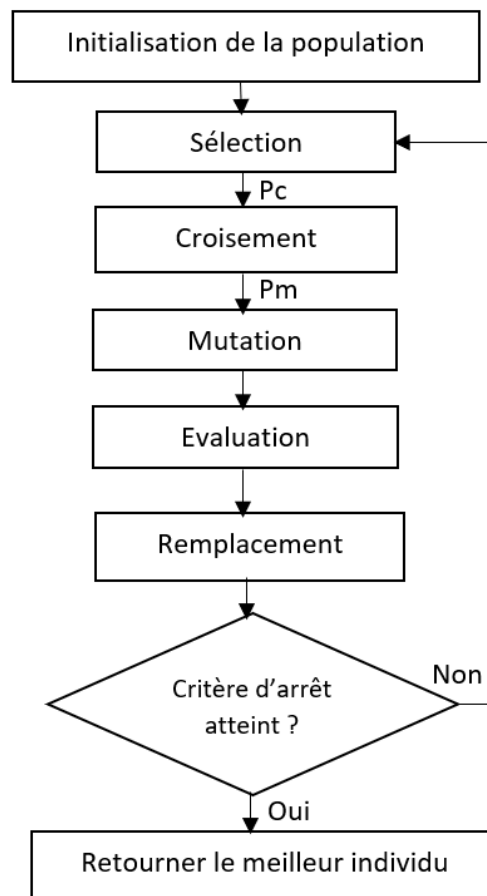 Initialisation de la population
Sélection
Pc
Croisement
Pm
Mutation
Evaluation
Remplacement
Critère d’arrêt
atteint ?
Non
Oui
Retourner le meilleur individu